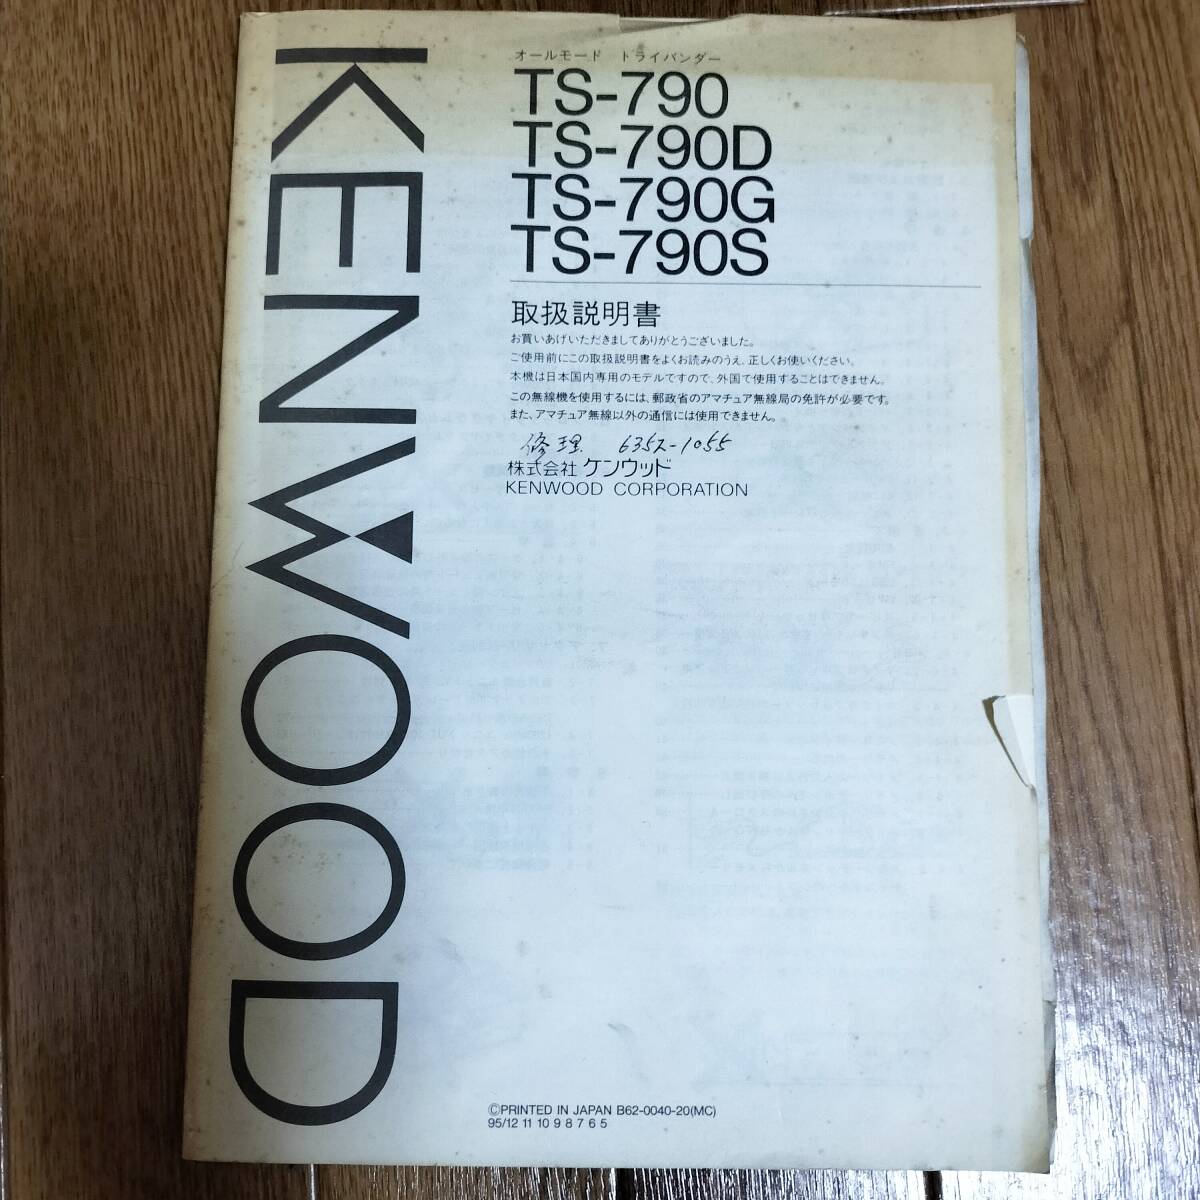 KENWOOD
オールモード トライバンダー
TS-790
TS-790D
TS-790G
TS-790S
取扱説明書
お買いあげいただきましてありがとうございました。
ご使用前にこの取扱説明書をよくお読みのうえ、正しくお使いください。
本機は日本国内専用のモデルですので、外国で使用することはできません。
この無線機を使用するには、郵政省のアマチュア無線局の免許が必要です。
また、アマチュア無線以外の通信には使用できません。
修理 6352-1055
株式会社 ケンウッド
KENWOOD CORPORATION
©PRINTED IN JAPAN B62-0040-20(MC)
95/12 11 10 9 8 7 6 5